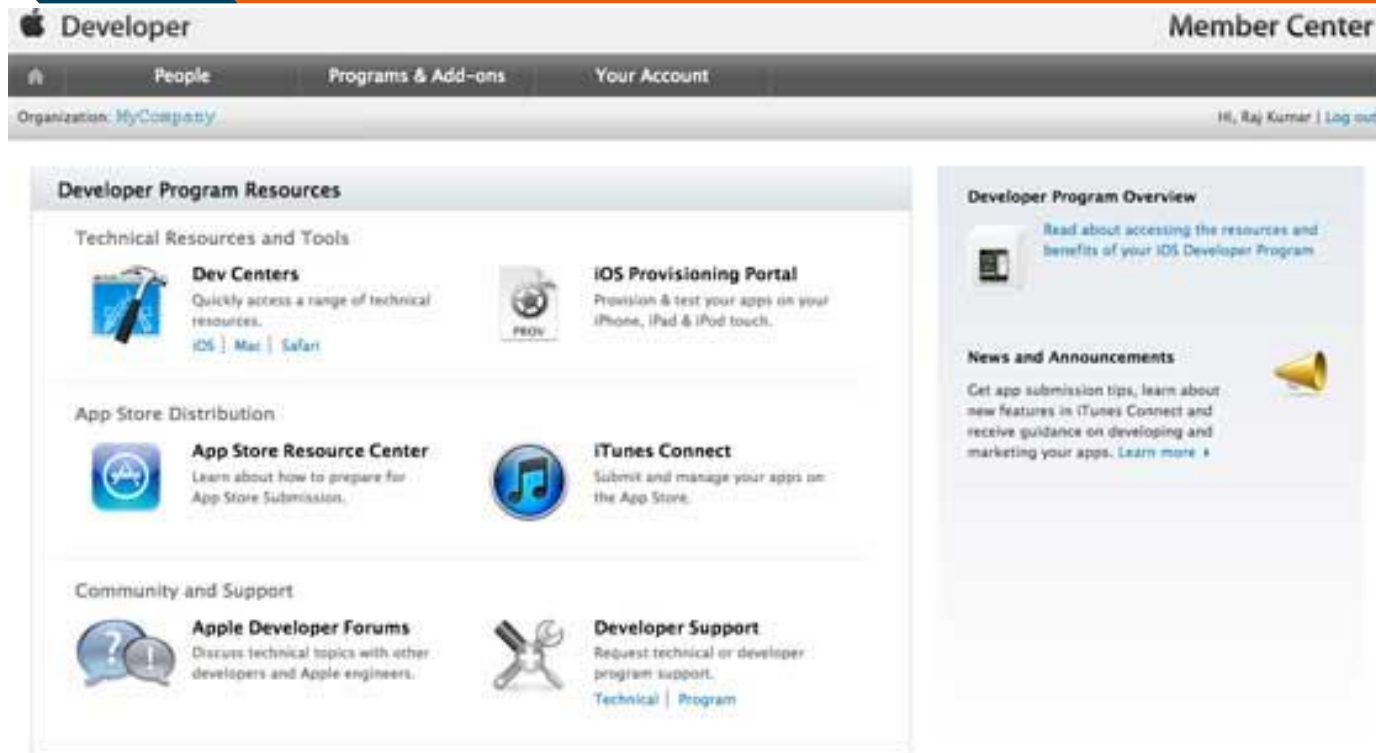 Developer
Member Center
People
Programs & Add-ons
Your Account
Organization: MyCompany
Hi, Raj Kumar | Log out
Developer Program Resources
Technical Resources and Tools
Dev Centers
Quickly access a range of technical
resources.
iOS | Mac | Safari
PROV
iOS Provisioning Portal
Provision & test your apps on your
iPhone, iPad & iPod touch.
App Store Distribution
App Store Resource Center
Learn about how to prepare for
App Store Submission.
iTunes Connect
Submit and manage your apps on
the App Store.
Community and Support
Apple Developer Forums
Discuss technical topics with other
developers and Apple engineers.
Developer Support
Request technical or developer
program support.
Technical | Program
Developer Program Overview
Read about accessing the resources and
benefits of your iOS Developer Program
News and Announcements
Get app submission tips, learn about
new features in iTunes Connect and
receive guidance on developing and
marketing your apps. Learn more